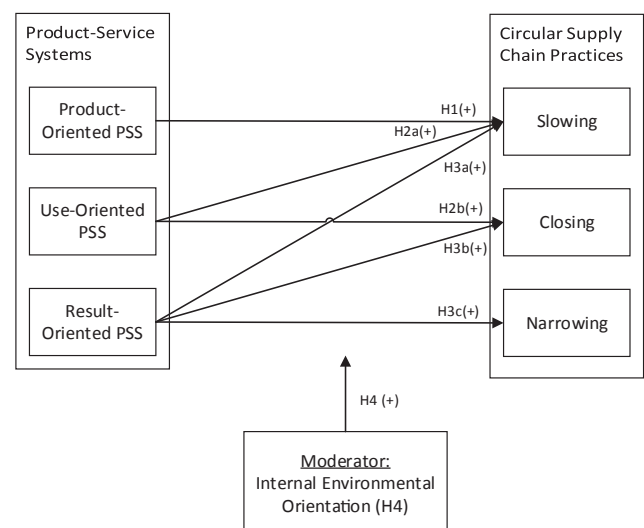 Product-Service
Systems
Product-
Oriented PSS
Use-Oriented
PSS
Result-
Oriented PSS
H1(+)
H2a(+)
H3a(+)
H2b(+)
H3b(+)
H3c(+)
Circular Supply
Chain Practices
Slowing
Closing
Narrowing
H4 (+)
Moderator:
Internal Environmental
Orientation (H4)